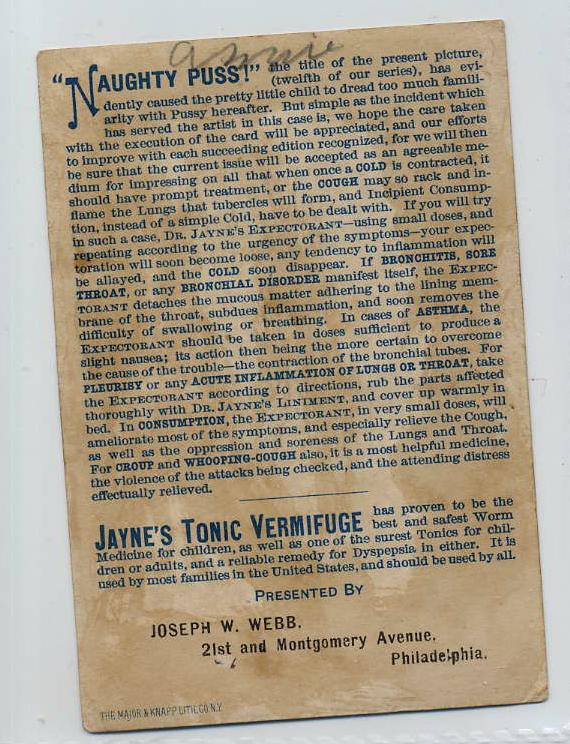 Annie
"NAUGHTY PUSS!" the title of the present picture,
(twelfth of our series), has evi-
dently caused the pretty little child to dread too much famili-
arity with Pussy hereafter. But simple as the incident which
has served the artist in this case is, we hope the care taken
with the execution of the card will be appreciated, and our efforts
to improve with each succeeding edition recognized, for we will then
be sure that the current issue will be accepted as an agreeable me-
dium for impressing on all that when once a COLD is contracted, it
should have prompt treatment, or the COUGH may so rack and in-
flame the Lungs that tubercles will form, and Incipient Consump-
tion, instead of a simple Cold, have to be dealt with. If you will try
in such a case, DR. JAYNE'S EXPECTORANT—using small doses, and
repeating according to the urgency of the symptoms—your expec-
toration will soon become loose, any tendency to inflammation will
be allayed, and the COLD soon disappear. If BRONCHITIS, SORE
THROAT, or any BRONCHIAL DISORDER manifest itself, the EXPEC-
TORANT detaches the mucous matter adhering to the lining mem-
brane of the throat, subdues inflammation, and soon removes the
difficulty of swallowing or breathing. In cases of ASTHMA, the
EXPECTORANT should be taken in doses sufficient to produce a
slight nausea; its action then being the more certain to overcome
the cause of the trouble—the contraction of the bronchial tubes. For
PLEURISY or any ACUTE INFLAMMATION OF LUNGS OR THROAT, take
the EXPECTORANT according to directions, rub the parts affected
thoroughly with DR. JAYNE'S LINIMENT, and cover up warmly in
bed. In CONSUMPTION, the EXPECTORANT, in very small doses, will
ameliorate most of the symptoms, and especially relieve the Cough,
as well as the oppression and soreness of the Lungs and Throat.
For CROUP and WHOOPING-COUGH also, it is a most helpful medicine,
the violence of the attacks being checked, and the attending distress
effectually relieved.
JAYNE'S TONIC VERMIFUGE has proven to be the
best and safest Worm
Medicine for children, as well as one of the surest Tonics for chil-
dren or adults, and a reliable remedy for Dyspepsia in either. It is
used by most families in the United States, and should be used by all.
PRESENTED BY
JOSEPH W. WEBB.
21st and Montgomery Avenue.
Philadelphia.
THE MAJOR & KNAPP LITH. CO. N.Y.